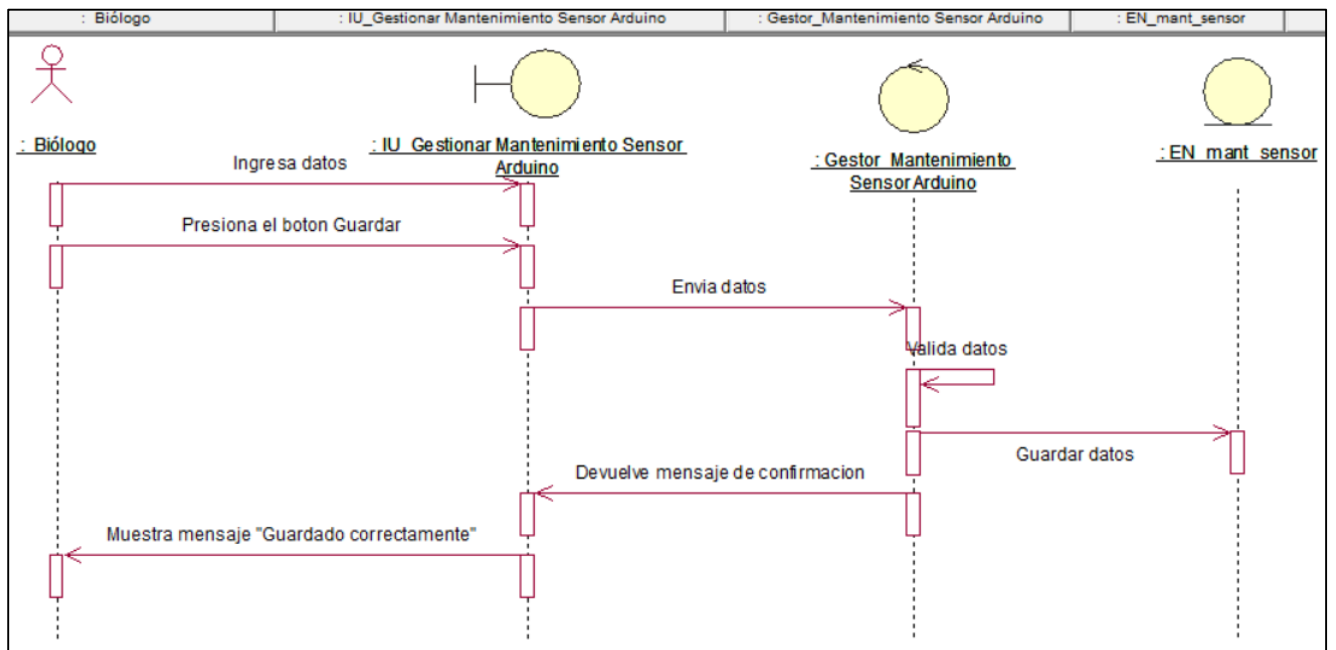 : Biólogo
: IU_Gestionar Mantenimiento Sensor Arduino
: Gestor_Mantenimiento Sensor Arduino
: EN_mant_sensor
: Biólogo
: IU_Gestionar Mantenimiento Sensor
Arduino
: Gestor_Mantenimiento
Sensor Arduino
: EN_mant_sensor
Ingresa datos
Presiona el boton Guardar
Envia datos
Valida datos
Guardar datos
Devuelve mensaje de confirmacion
Muestra mensaje "Guardado correctamente"